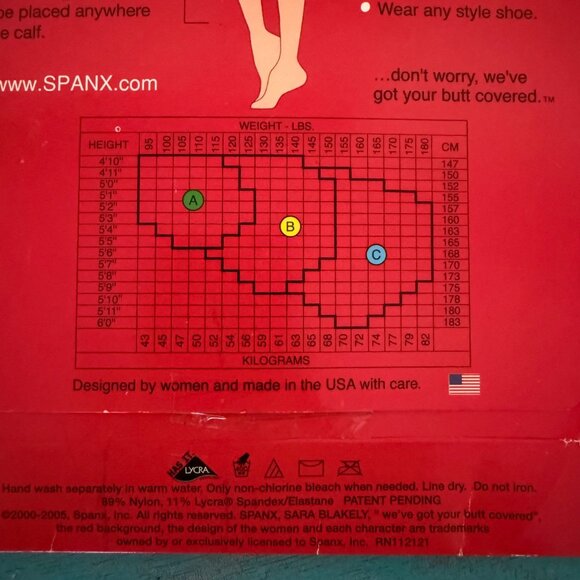 be placed anywhere
e calf.
• Wear any style shoe.
www.SPANX.com
...don't worry, we've
got your butt covered.™
WEIGHT - LBS.
HEIGHT 95 100 105 110 115 120 125 130 135 140 145 150 155 160 165 170 175 180 CM
4'10" 147
4'11" 150
5'0" 152
5'1" A 155
5'2" 157
5'3" B 160
5'4" 163
5'5" 165
5'6" C 168
5'7" 170
5'8" 173
5'9" 175
5'10" 178
5'11" 180
6'0" 183
43 45 47 50 52 54 56 59 61 63 65 68 70 72 74 77 79 82
KILOGRAMS
Designed by women and made in the USA with care.
HAS IT.
LYCRA
Hand wash separately in warm water. Only non-chlorine bleach when needed. Line dry. Do not iron.
89% Nylon, 11% Lycra® Spandex/Elastane PATENT PENDING
©2000-2005, Spanx, Inc. All rights reserved. SPANX, SARA BLAKELY, " we've got your butt covered",
the red background, the design of the women and each character are trademarks
owned by or exclusively licensed to Spanx, Inc. RN112121